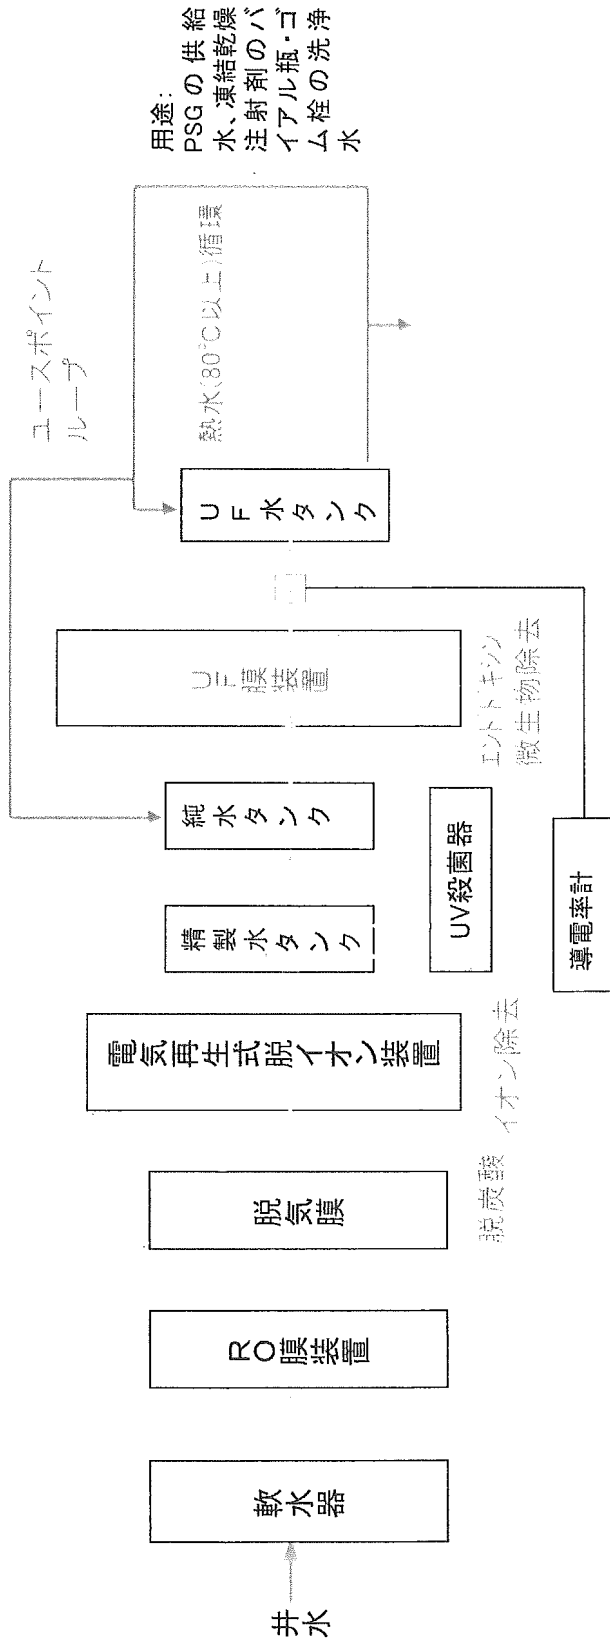 井水
軟水器
RO膜装置
脱気膜
脱炭酸
電気再生式脱イオン装置
イオン除去
精製水タンク
純水タンク
UV殺菌器
導電率計
UF膜装置
エンドトキシン
微生物除去
UF水タンク
ユースポイント
ループ
熱水(80℃以上)循環
用途:
PSGの供給
水、凍結乾燥
注射剤のバ
イアル瓶・ゴ
ム栓の洗浄
水